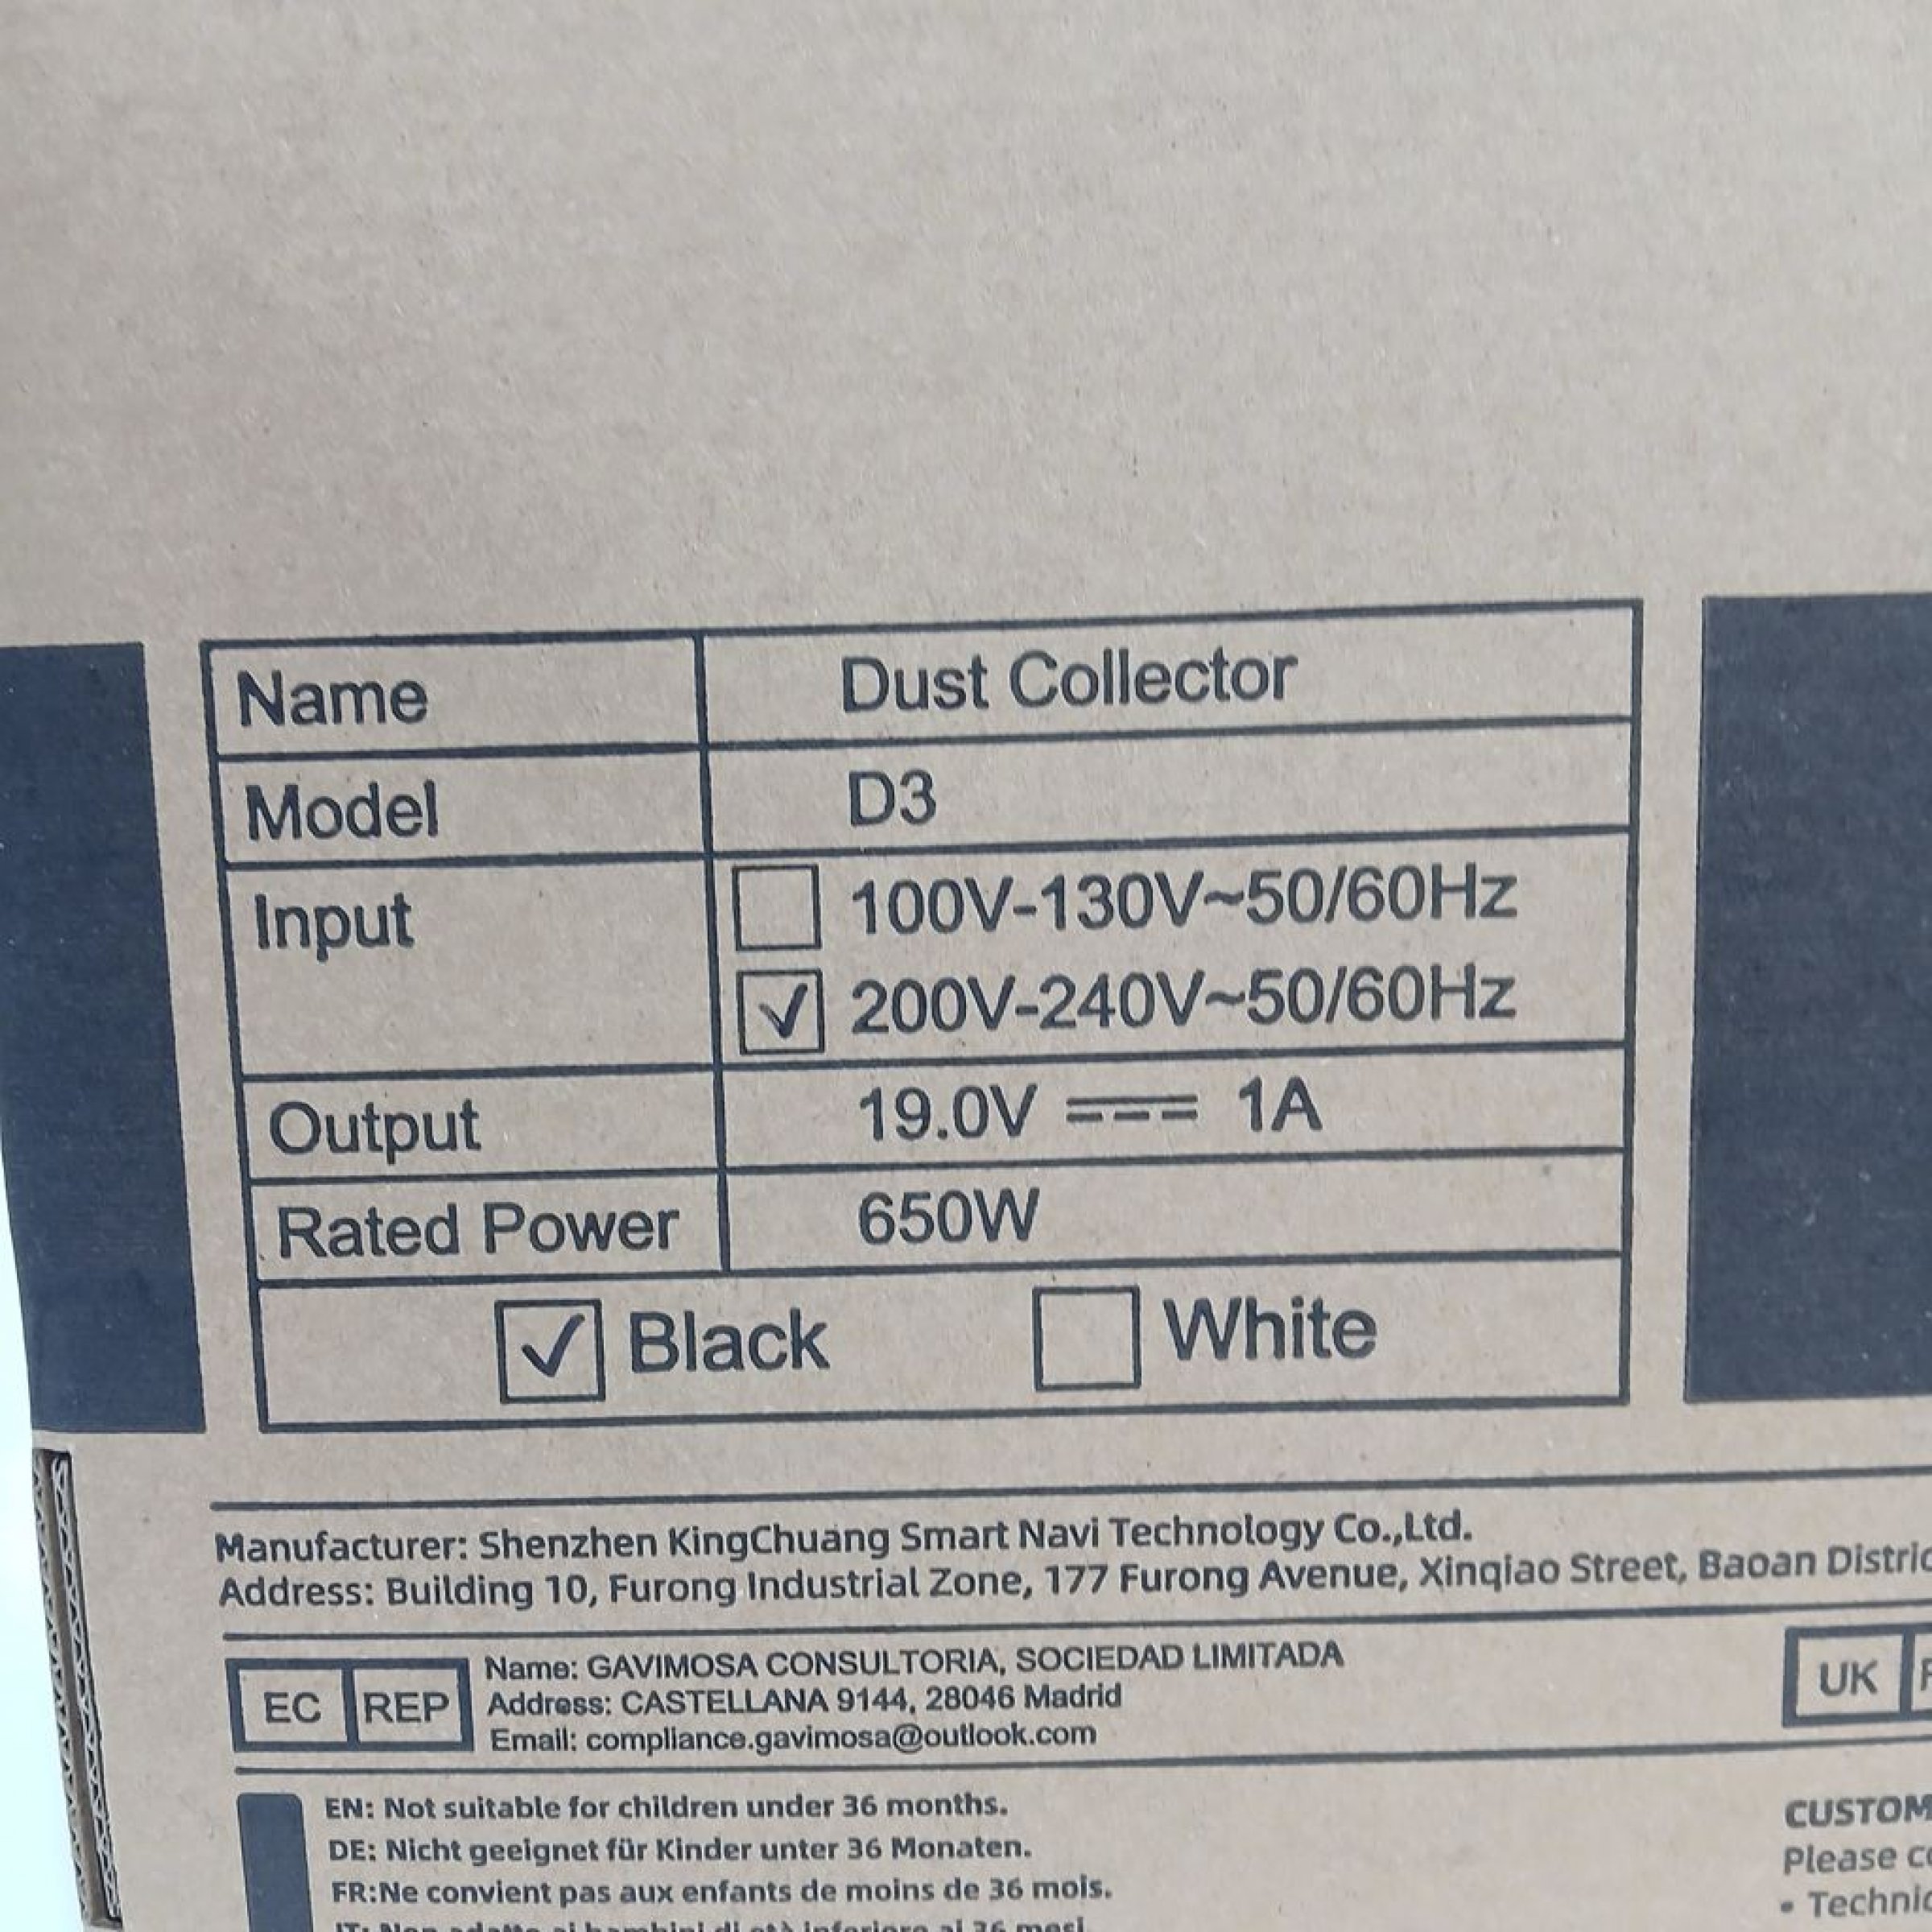 Name Dust Collector
Model D3
Input 100V-130V~50/60Hz
✓ 200V-240V~50/60Hz
Output 19.0V ⎓ 1A
Rated Power 650W
✓ Black White
Manufacturer: Shenzhen KingChuang Smart Navi Technology Co.,Ltd.
Address: Building 10, Furong Industrial Zone, 177 Furong Avenue, Xinqiao Street, Baoan
EC REP
Name: GAVIMOSA CONSULTORIA, SOCIEDAD LIMITADA
Address: CASTELLANA 9144, 28046 Madrid
Email: compliance.gavimosa@outlook.com
UK
EN: Not suitable for children under 36 months.
DE: Nicht geeignet für Kinder unter 36 Monaten.
FR:Ne convient pas aux enfants de moins de 36 mois.
Please